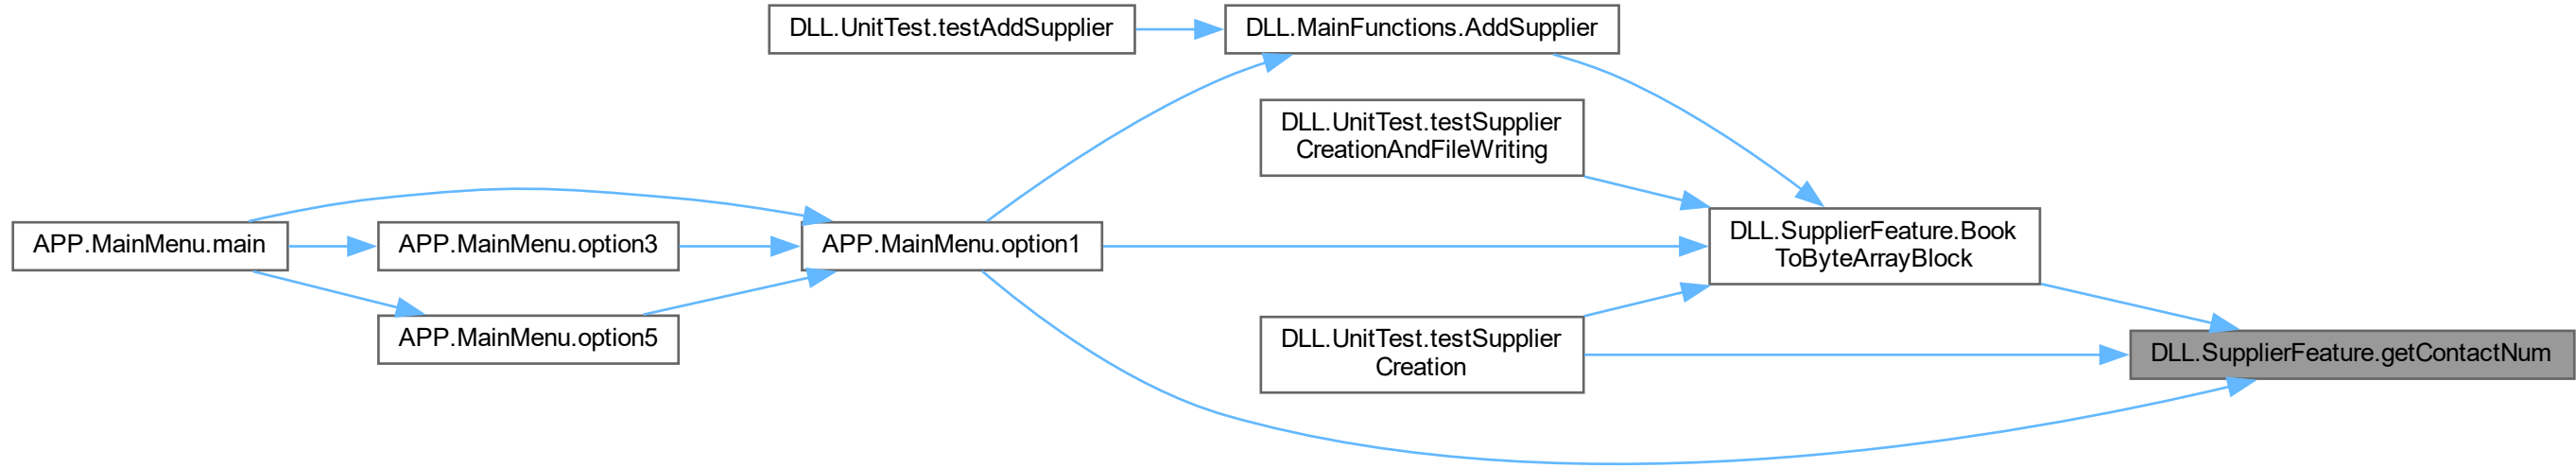 DLL.UnitTest.testAddSupplier
DLL.MainFunctions.AddSupplier
DLL.UnitTest.testSupplier
CreationAndFileWriting
APP.MainMenu.main
APP.MainMenu.option3
APP.MainMenu.option1
DLL.SupplierFeature.Book
ToByteArrayBlock
APP.MainMenu.option5
DLL.UnitTest.testSupplier
Creation
DLL.SupplierFeature.getContactNum